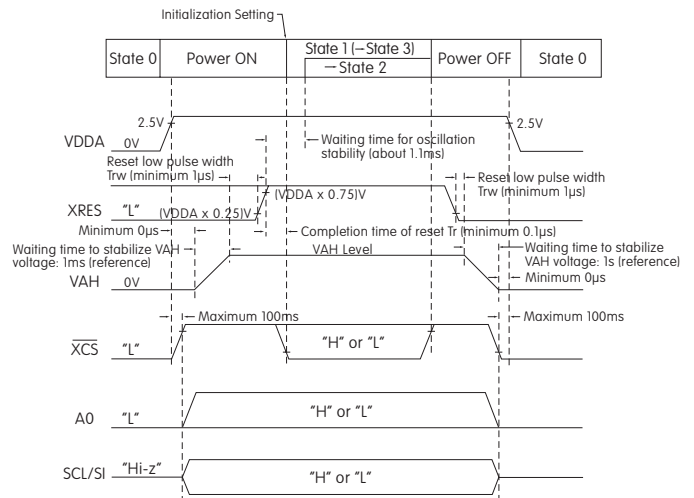 Initialization Setting
State 0
Power ON
State 1 (→State 3)
→State 2
Power OFF
State 0
2.5V
2.5V
VDDA
0V
Waiting time for oscillation
stability (about 1.1ms)
Reset low pulse width
Trw (minimum 1µs)
Reset low pulse width
Trw (minimum 1µs)
(VDDA x 0.75)V
XRES
"L"
(VDDA x 0.25)V
Minimum 0µs
Completion time of reset Tr (minimum 0.1µs)
Waiting time to stabilize VAH
voltage: 1ms (reference)
VAH Level
Waiting time to stabilize
VAH voltage: 1s (reference)
VAH
0V
Minimum 0µs
Maximum 100ms
Maximum 100ms
XCS
"L"
"H" or "L"
A0
"L"
"H" or "L"
SCL/SI
"Hi-z"
"H" or "L"